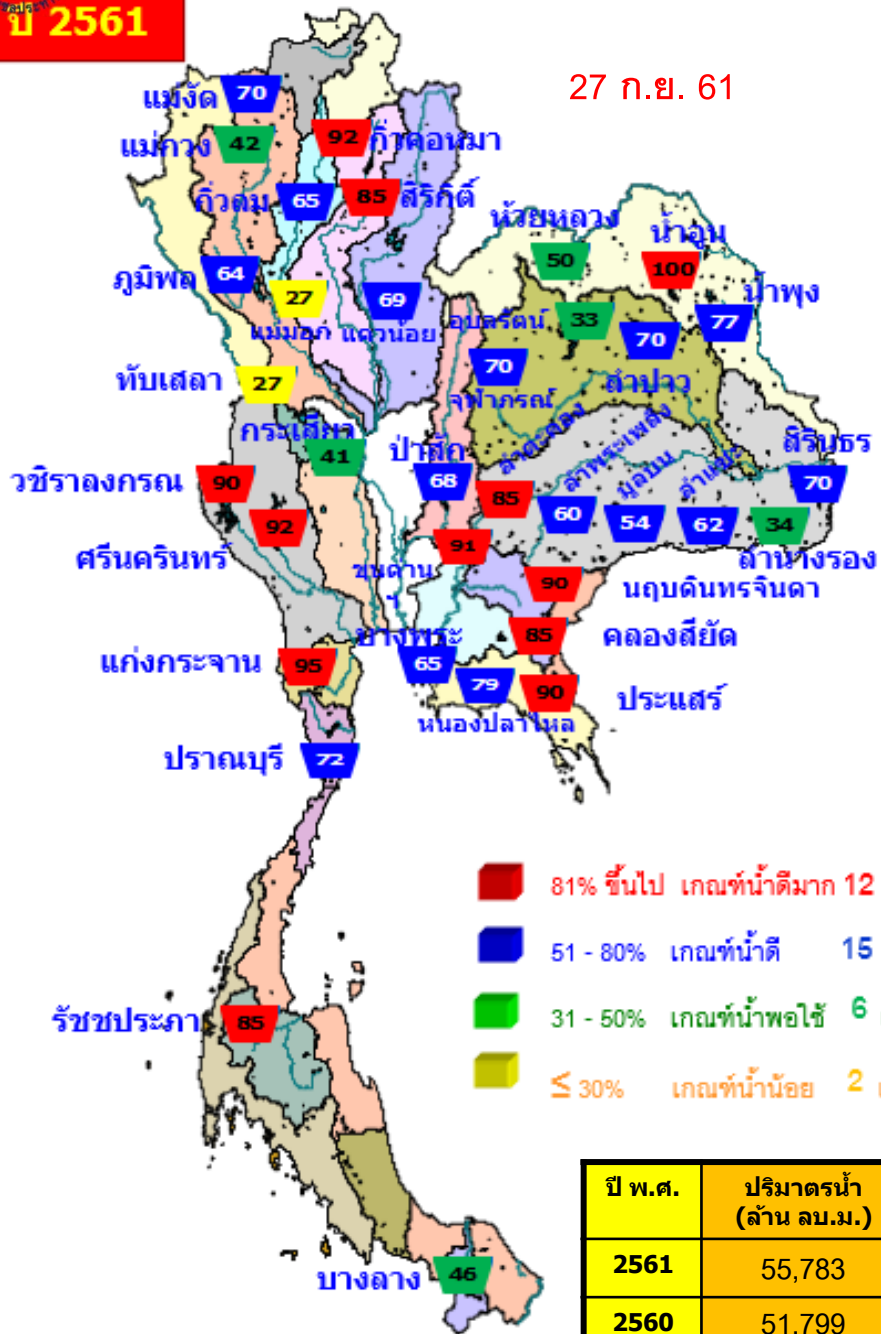 ปี 2561
27 ก.ย. 61
แม่งัด 70
แม่กวง 42
92 กิ่วคอหมา
กิ่วลม 65
85 สิริกิติ์
ห้วยหลวง
50
น้ำอูน
100
ภูมิพล 64
27
แม่มอก
69
แควน้อย
อุบลรัตน์ 33
70
ลำปาว
77
น้ำพุง
70
จุฬาภรณ์
ทับเสลา 27
กระเสียว
41
ป่าสัก
68
ลำตะคอง
85
ลำพระเพลิง
60
มูลบน
54
ลำแชะ
62
สิรินธร
70
34
ลำนางรอง
วชิราลงกรณ 90
92
ศรีนครินทร์
91
ขุนด่าน
ฯ
90
นฤบดินทรจินดา
บางพระ
65
85
คลองสียัด
79
หนองปลาไหล
90
ประแสร์
แก่งกระจาน 95
ปราณบุรี 72
81% ขึ้นไป เกณฑ์น้ำดีมาก 12
51 - 80% เกณฑ์น้ำดี 15
31 - 50% เกณฑ์น้ำพอใช้ 6
≤ 30% เกณฑ์น้ำน้อย 2
รัชชประภา 85
บางลาง 46
ปี พ.ศ. ปริมาตรน้ำ
(ล้าน ลบ.ม.)
2561 55,783
2560 51,799